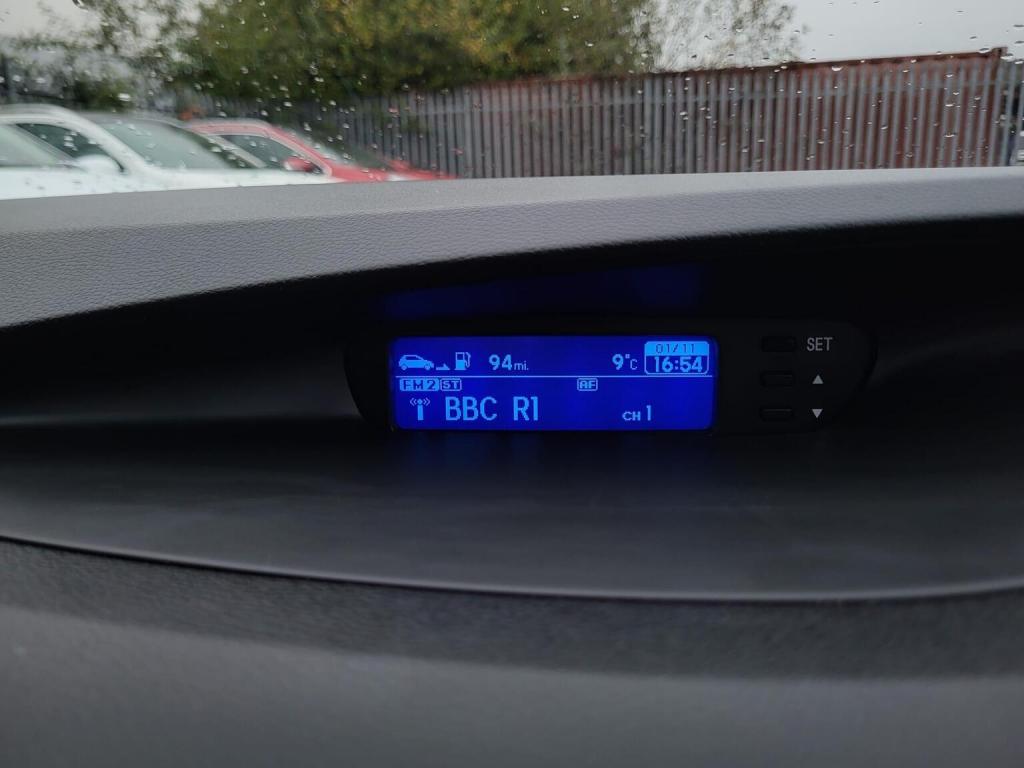 01/11
94mi. 9°C 16:54
FM2 ST AF
BBC R1 CH 1
SET
▲
▼